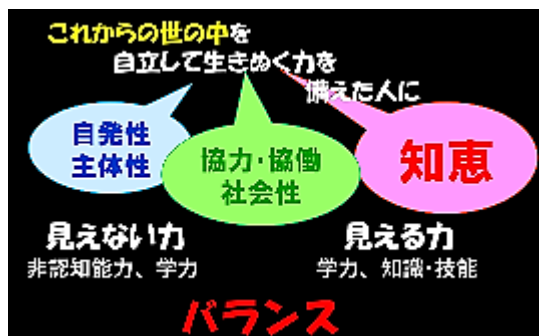 これからの世の中を
自立して生きぬく力を
備えた人に
自発性
主体性
協力・協働
社会性
知恵
見えない力
非認知能力、学力
見える力
学力、知識・技能
バランス